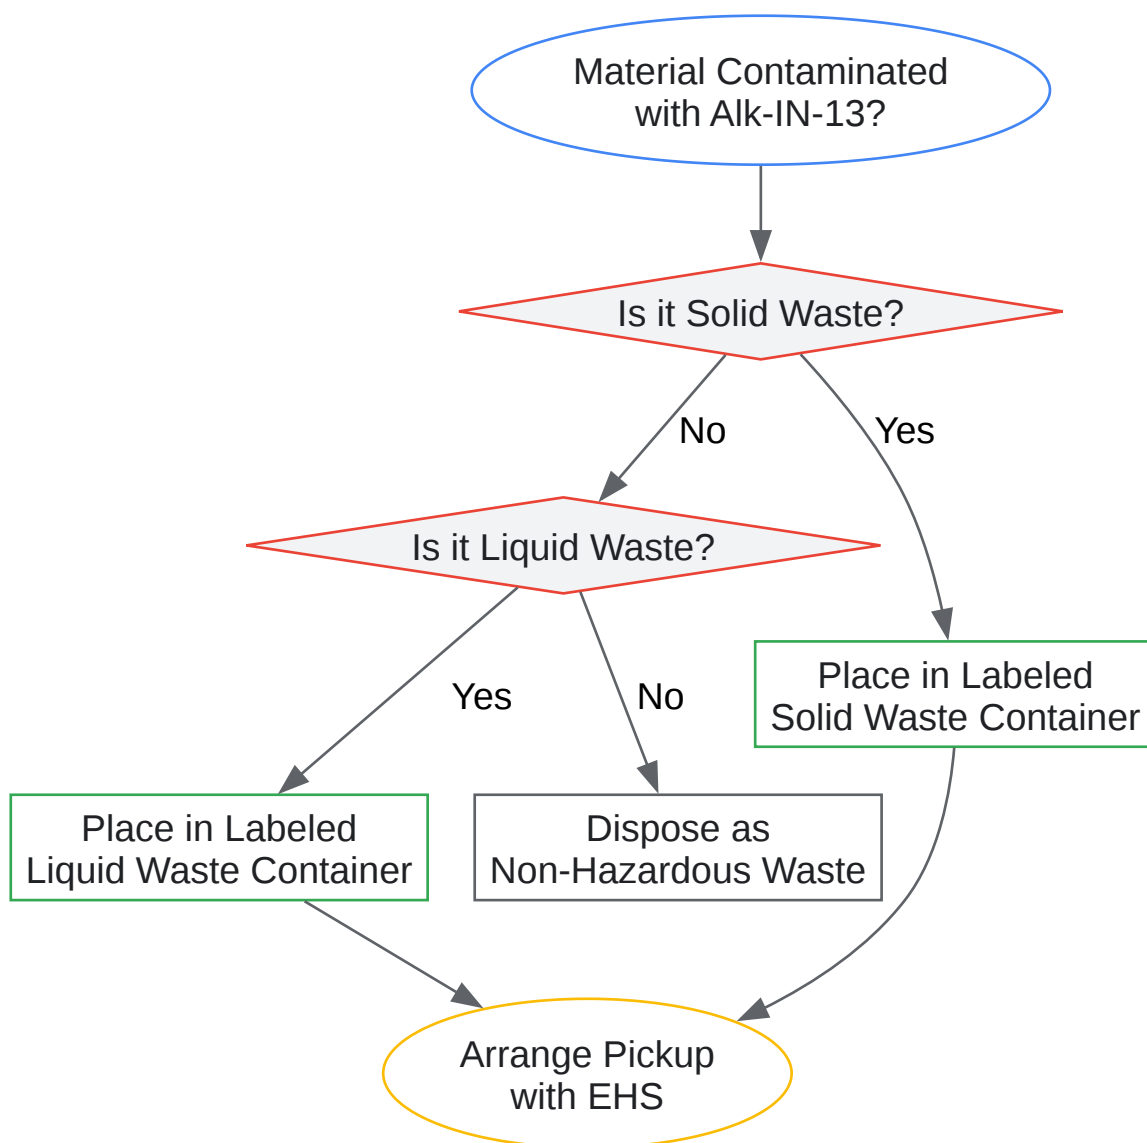 Material Contaminated
with Alk-IN-13?
Is it Solid Waste?
No
Yes
Is it Liquid Waste?
Yes
No
Place in Labeled
Solid Waste Container
Place in Labeled
Liquid Waste Container
Dispose as
Non-Hazardous Waste
Arrange Pickup
with EHS